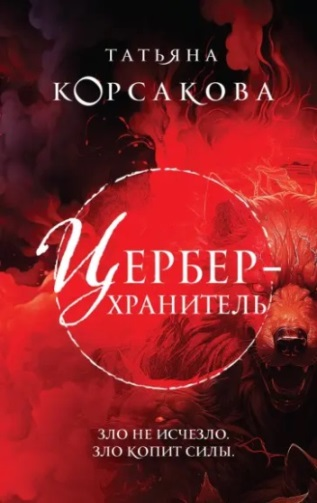 ТАТЬЯНА
КОРСАКОВА
ЦЕРБЕР-
ХРАНИТЕЛЬ
ЗЛО НЕ ИСЧЕЗЛО.
ЗЛО КОПИТ СИЛЫ.